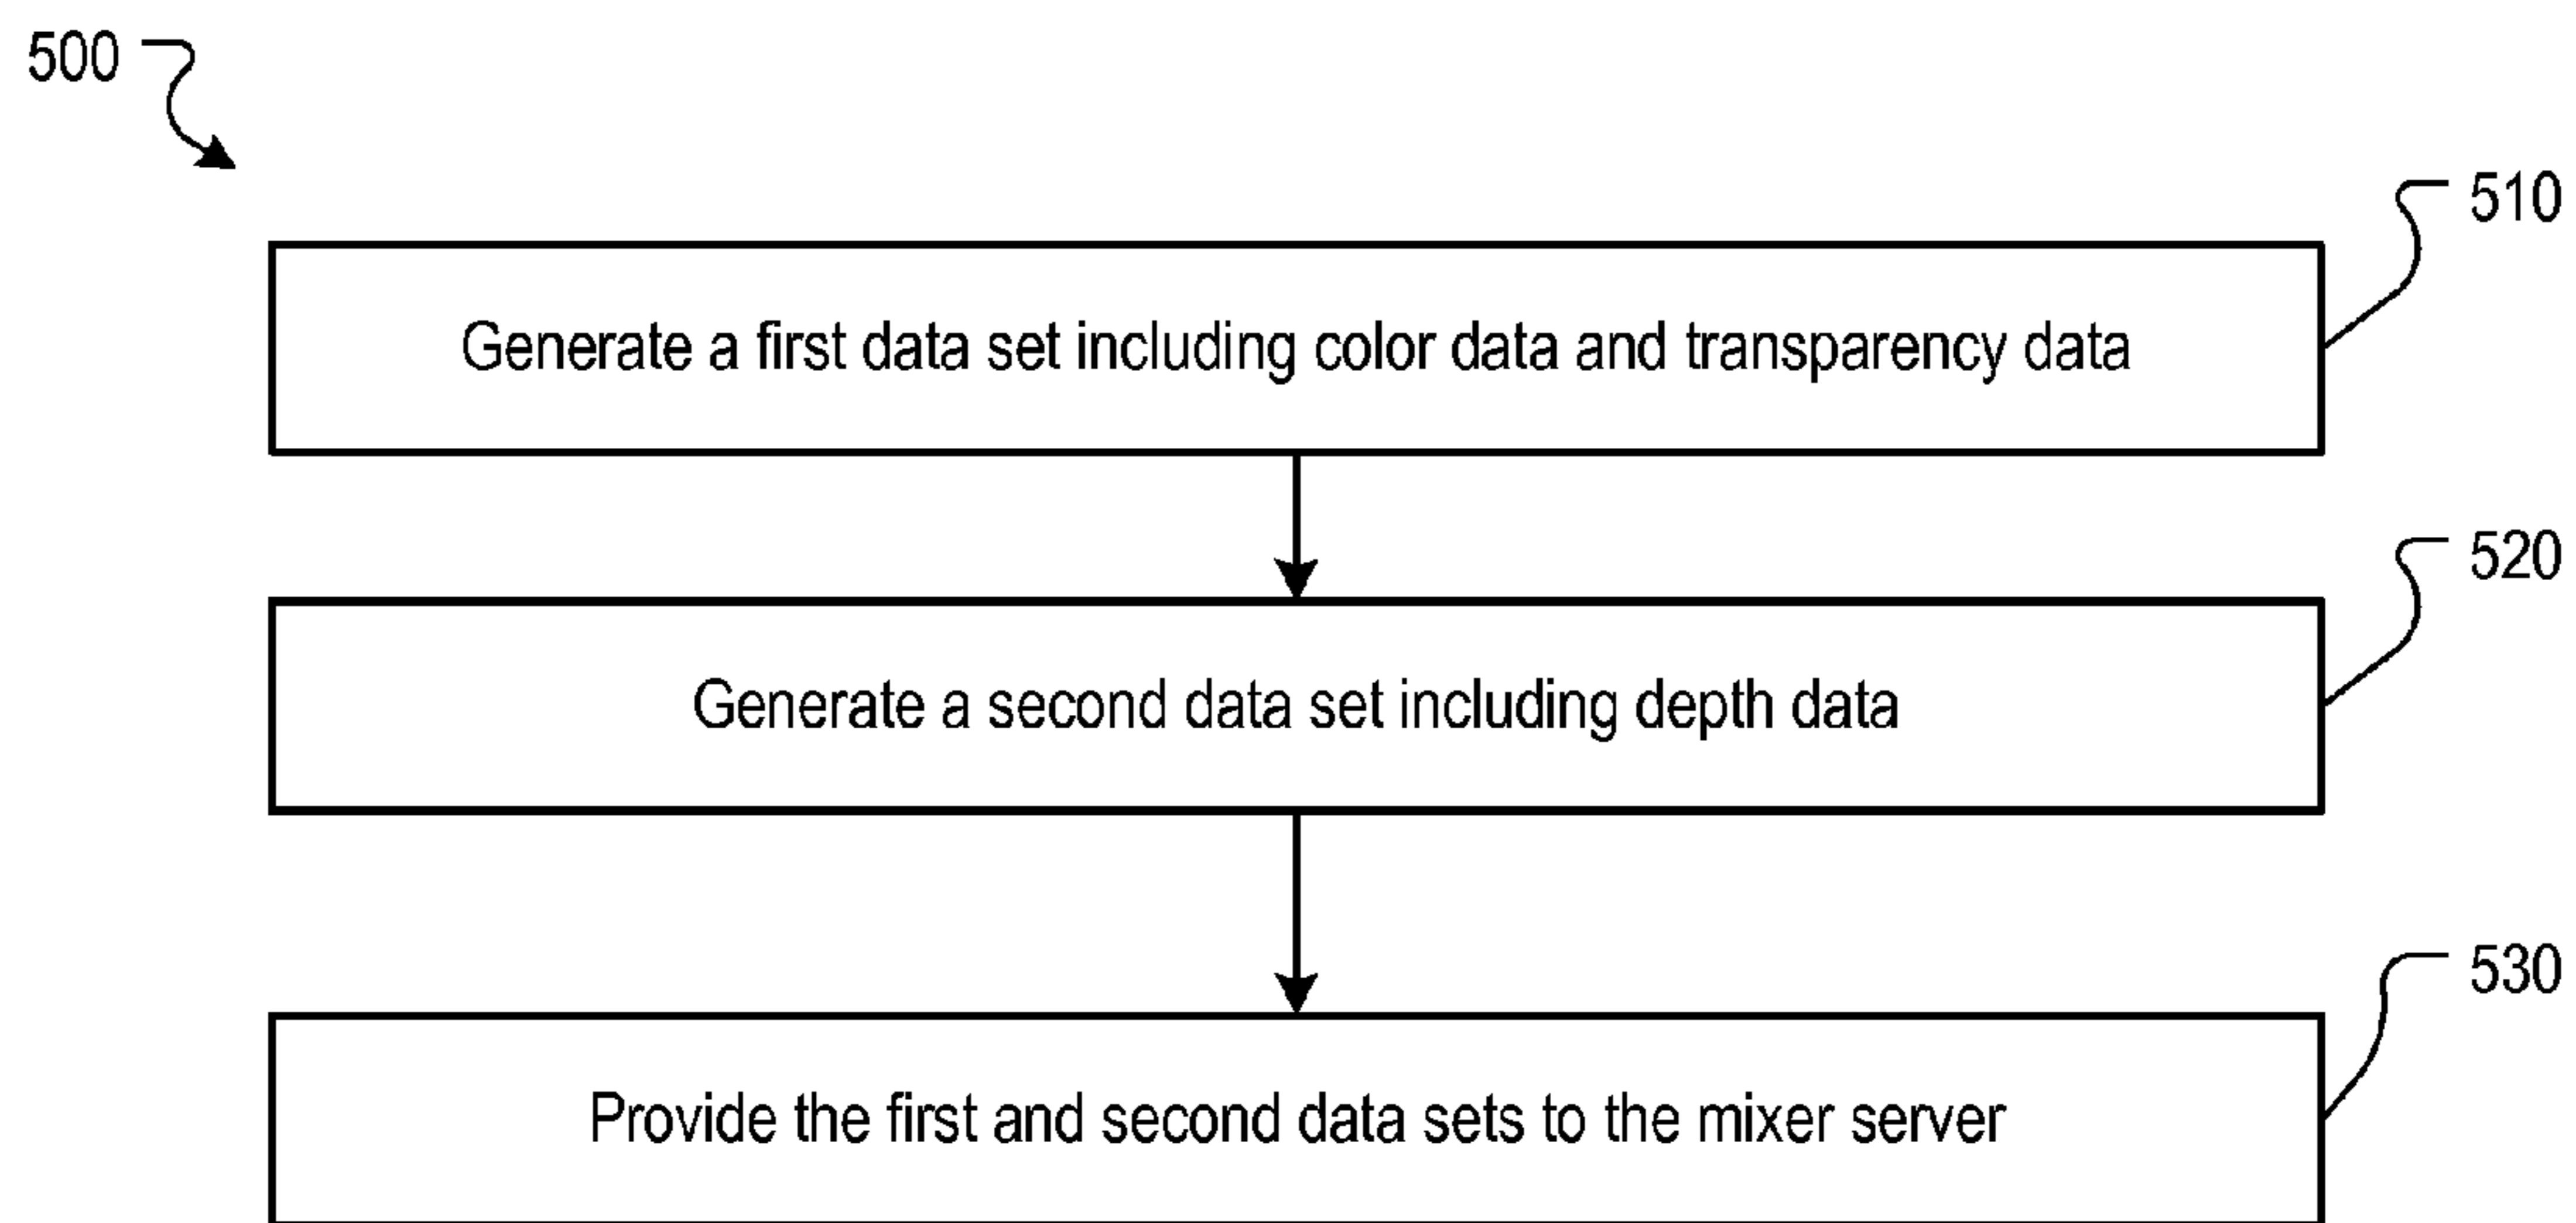 500
510
Generate a first data set including color data and transparency data
520
Generate a second data set including depth data
530
Provide the first and second data sets to the mixer server